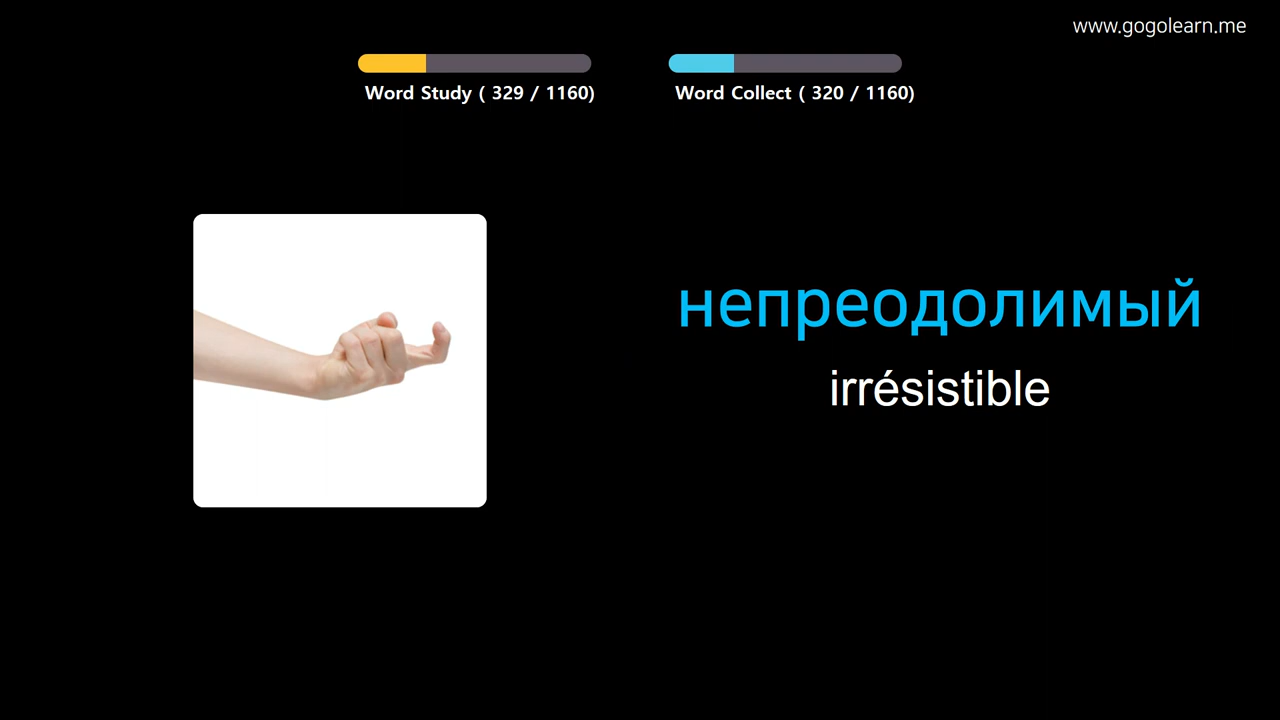 www.gogolearn.me
Word Study ( 329 / 1160)
Word Collect ( 320 / 1160)
непреодолимый
irrésistible